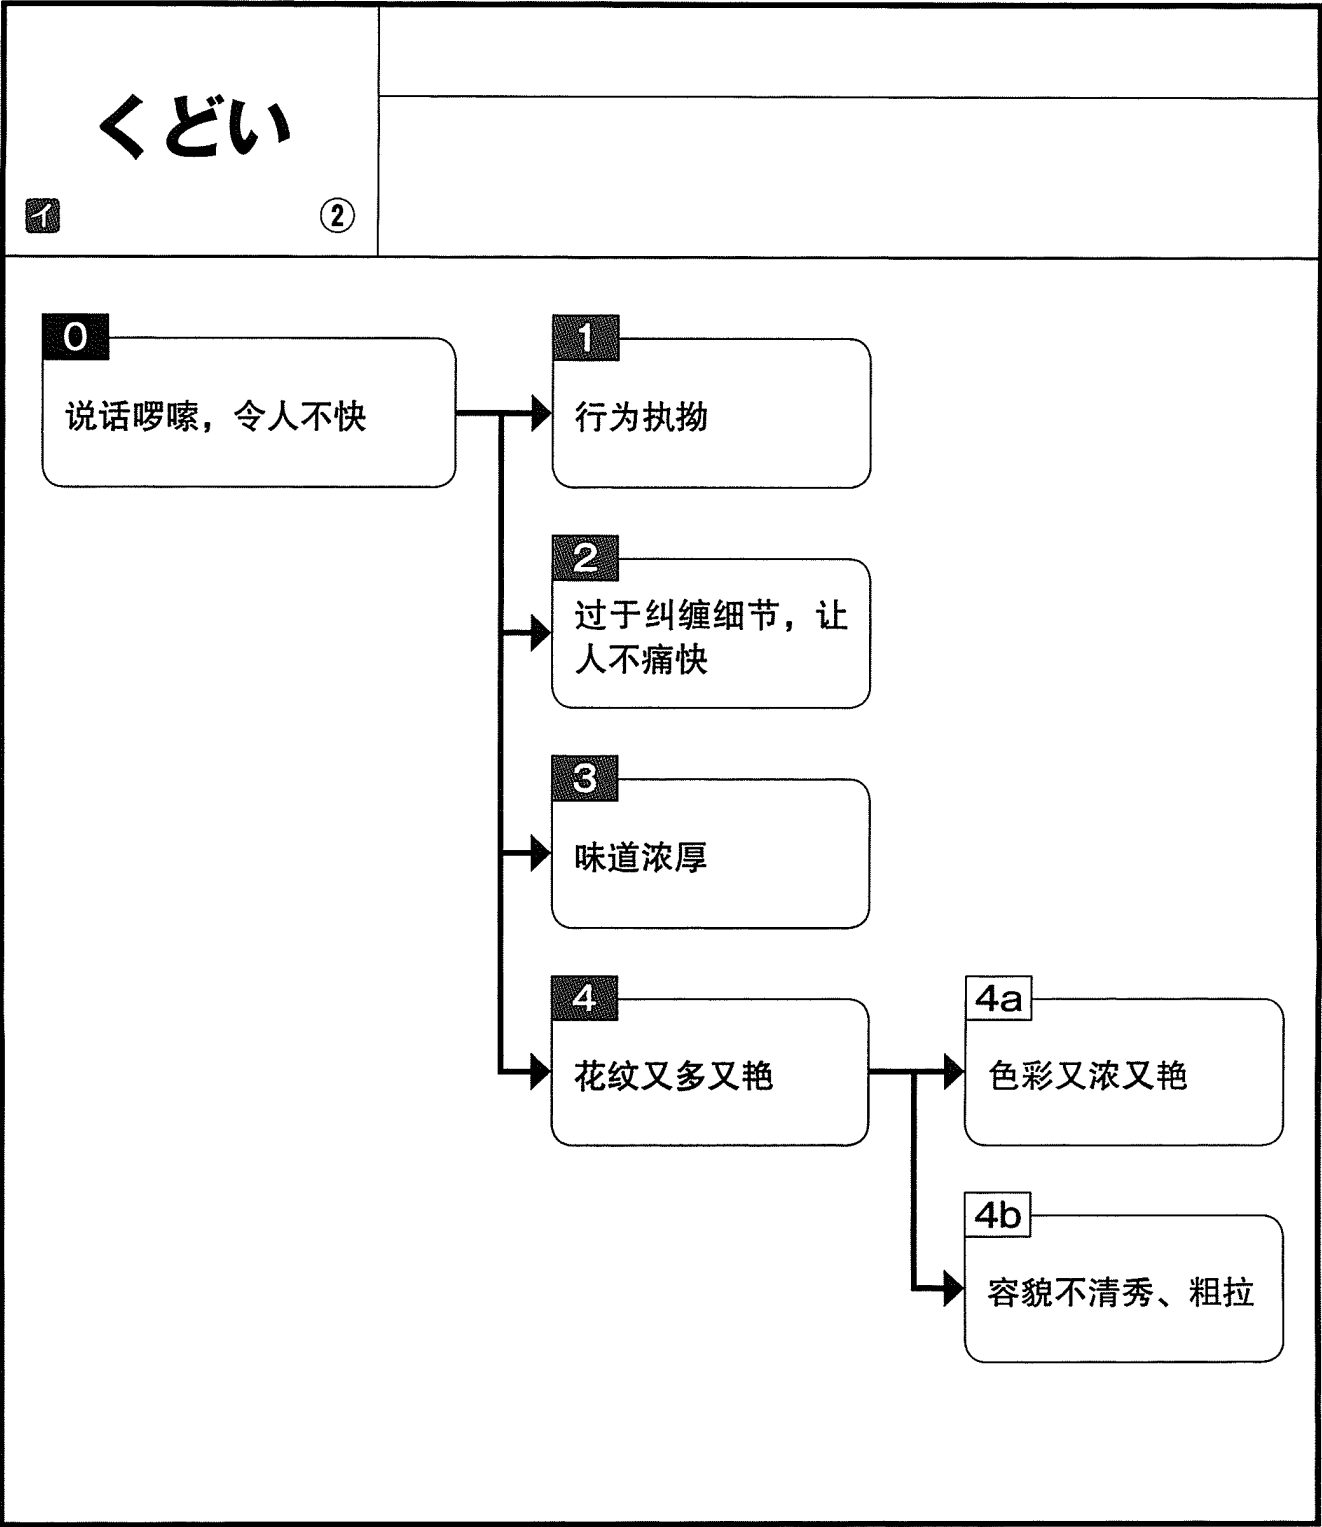 くどい
イ
②
0
说话啰嗦，令人不快
1
行为执拗
2
过于纠缠细节，让
人不痛快
3
味道浓厚
4
花纹又多又艳
4a
色彩又浓又艳
4b
容貌不清秀、粗拉